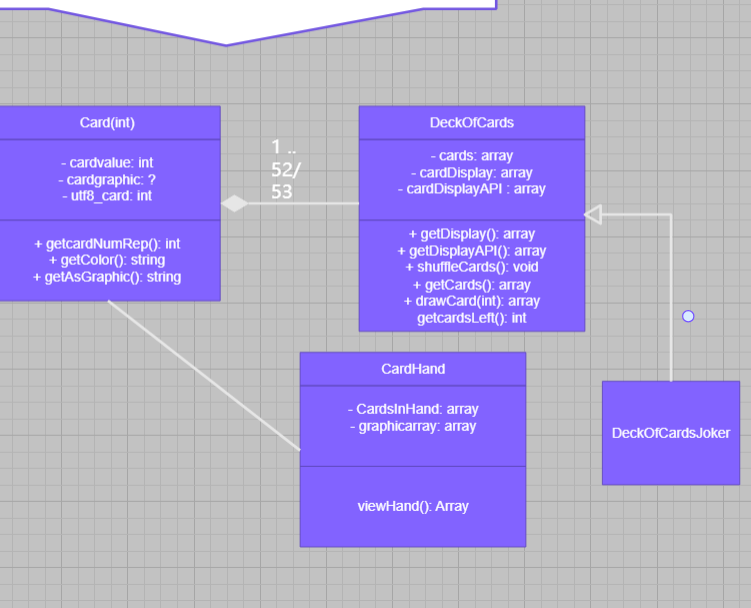 Card(int)
- cardvalue: int
- cardgraphic: ?
- utf8_card: int
+ getcardNumRep(): int
+ getColor(): string
+ getAsGraphic(): string
1 ..
52/
53
DeckOfCards
- cards: array
- cardDisplay: array
- cardDisplayAPI : array
+ getDisplay(): array
+ getDisplayAPI(): array
+ shuffleCards(): void
+ getCards(): array
+ drawCard(int): array
getcardsLeft(): int
CardHand
- CardsInHand: array
- graphicarray: array
viewHand(): Array
DeckOfCardsJoker